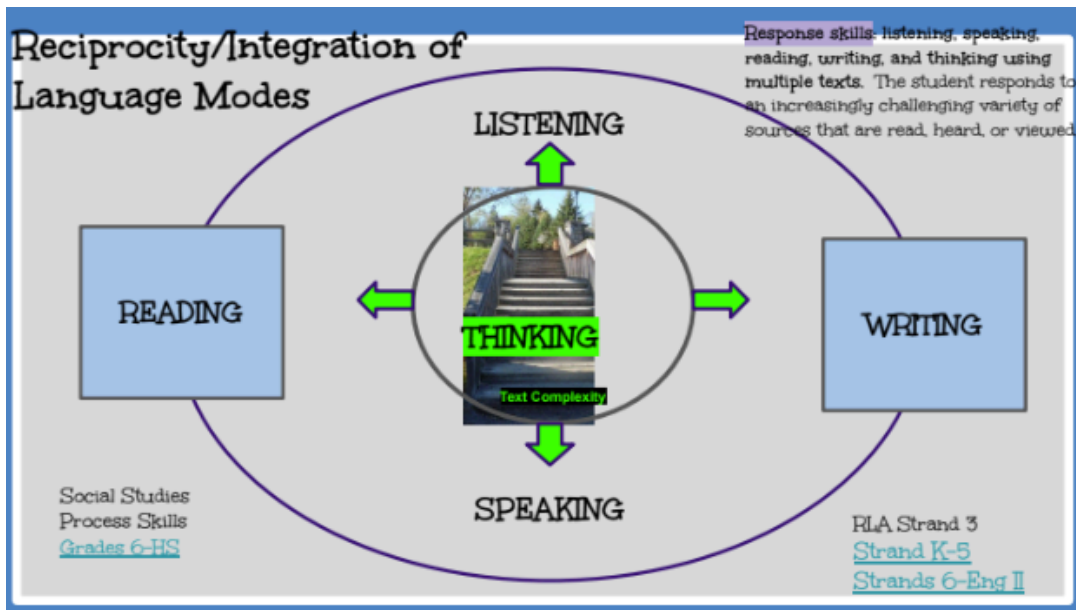 Reciprocity/Integration of
Language Modes
Response skills: listening, speaking,
reading, writing, and thinking using
multiple texts. The student responds to
an increasingly challenging variety of
sources that are read, heard, or viewed
LISTENING
READING
THINKING
WRITING
Text Complexity
SPEAKING
Social Studies
Process Skills
Grades 6-HS
RLA Strand 3
Strand K-5
Strands 6-Eng II